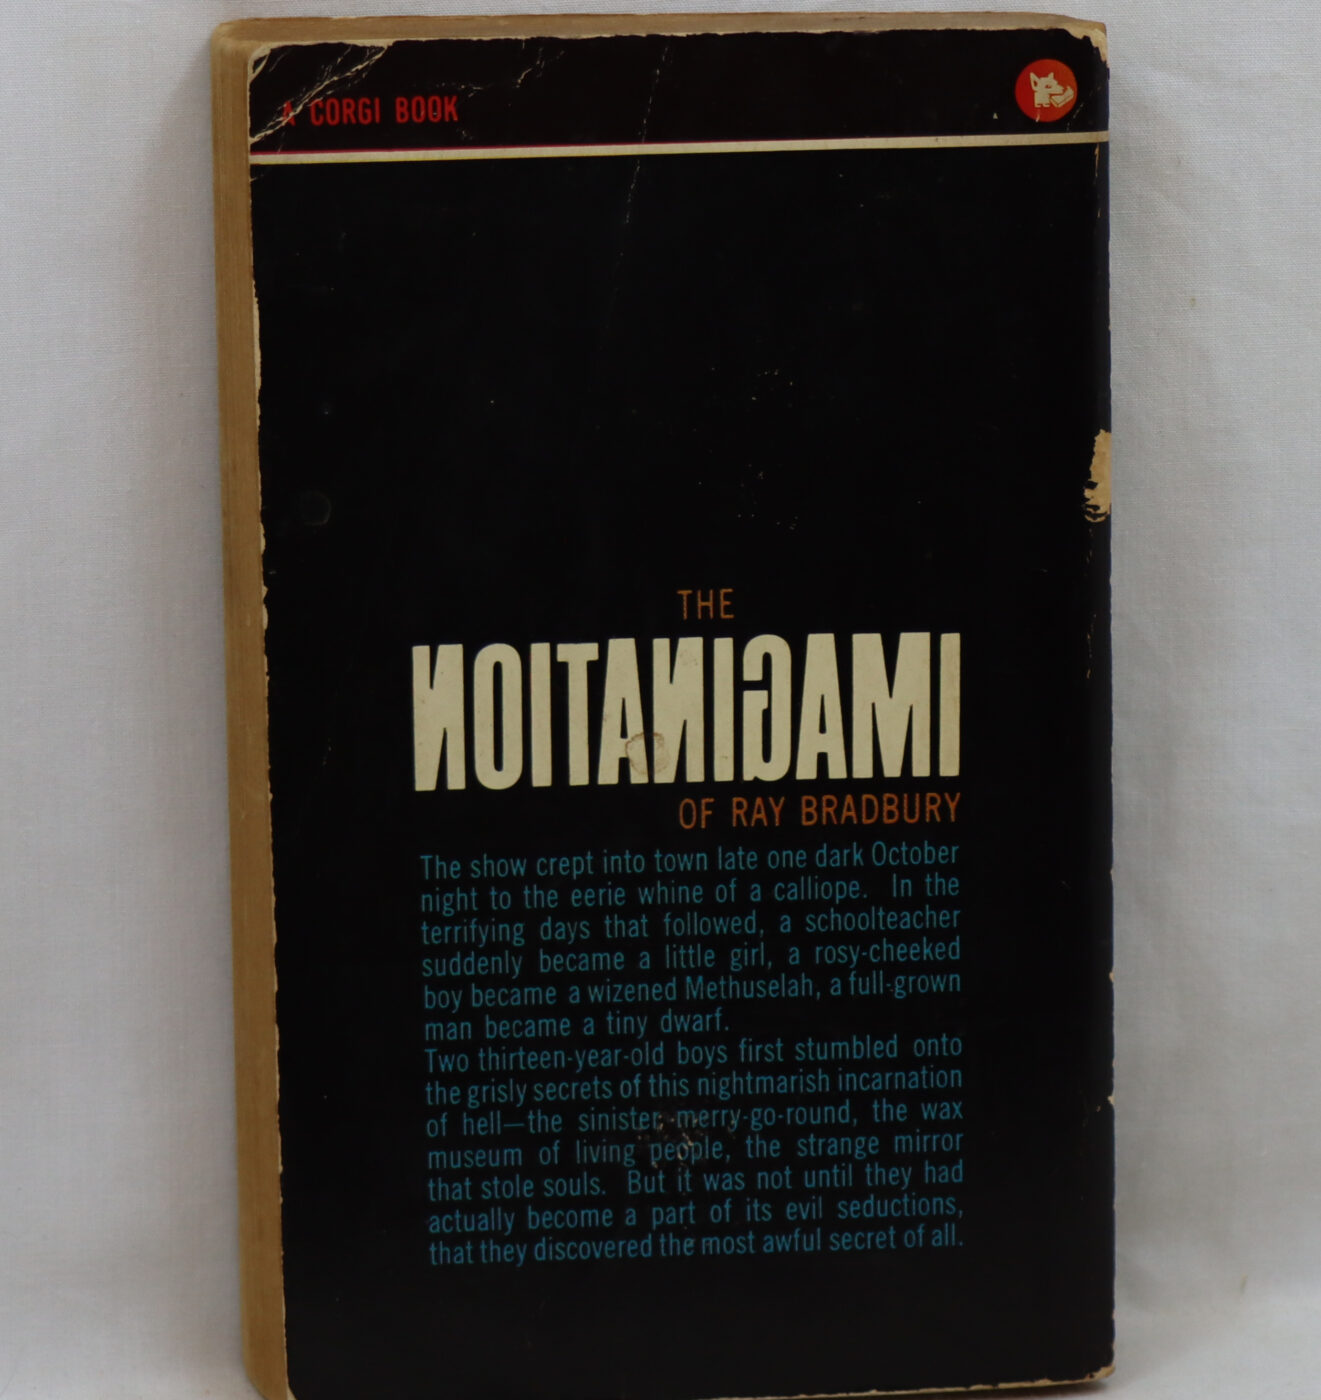 A CORGI BOOK
THE
IMAGINATION
OF RAY BRADBURY
The show crept into town late one dark October
night to the eerie whine of a calliope. In the
terrifying days that followed, a schoolteacher
suddenly became a little girl, a rosy-cheeked
boy became a wizened Methuselah, a full-grown
man became a tiny dwarf.
Two thirteen-year-old boys first stumbled onto
the grisly secrets of this nightmarish incarnation
of hell—the sinister merry-go-round, the wax
museum of living people, the strange mirror
that stole souls. But it was not until they had
actually become a part of its evil seductions,
that they discovered the most awful secret of all.